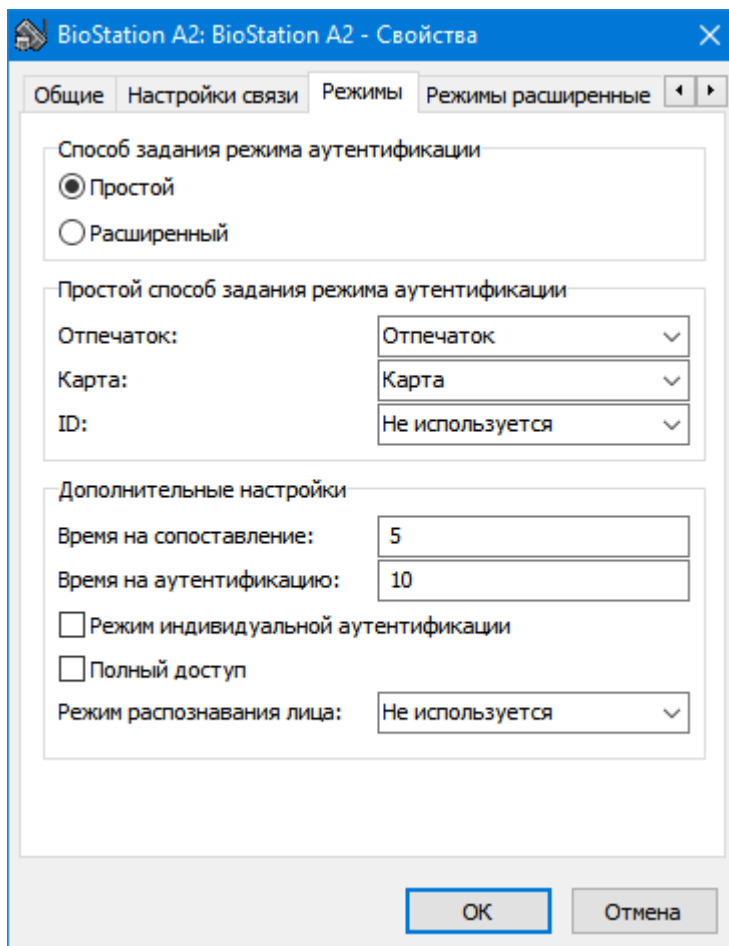 BioStation A2: BioStation A2 - Свойства
Общие Настройки связи Режимы Режимы расширенные
Способ задания режима аутентификации
Простой
Расширенный
Простой способ задания режима аутентификации
Отпечаток: Отпечаток
Карта: Карта
ID: Не используется
Дополнительные настройки
Время на сопоставление: 5
Время на аутентификацию: 10
Режим индивидуальной аутентификации
Полный доступ
Режим распознавания лица: Не используется
OK Отмена